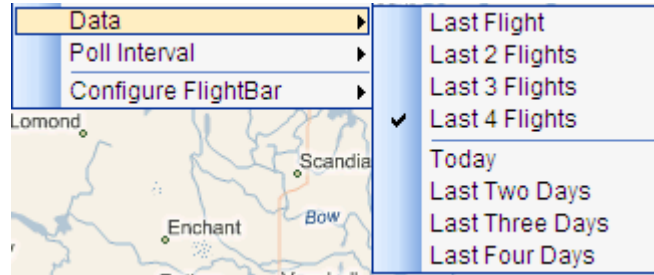 Data
Poll Interval
Configure FlightBar
Last Flight
Last 2 Flights
Last 3 Flights
Last 4 Flights
Today
Last Two Days
Last Three Days
Last Four Days
Lomond
Scandia
Enchant
Bow